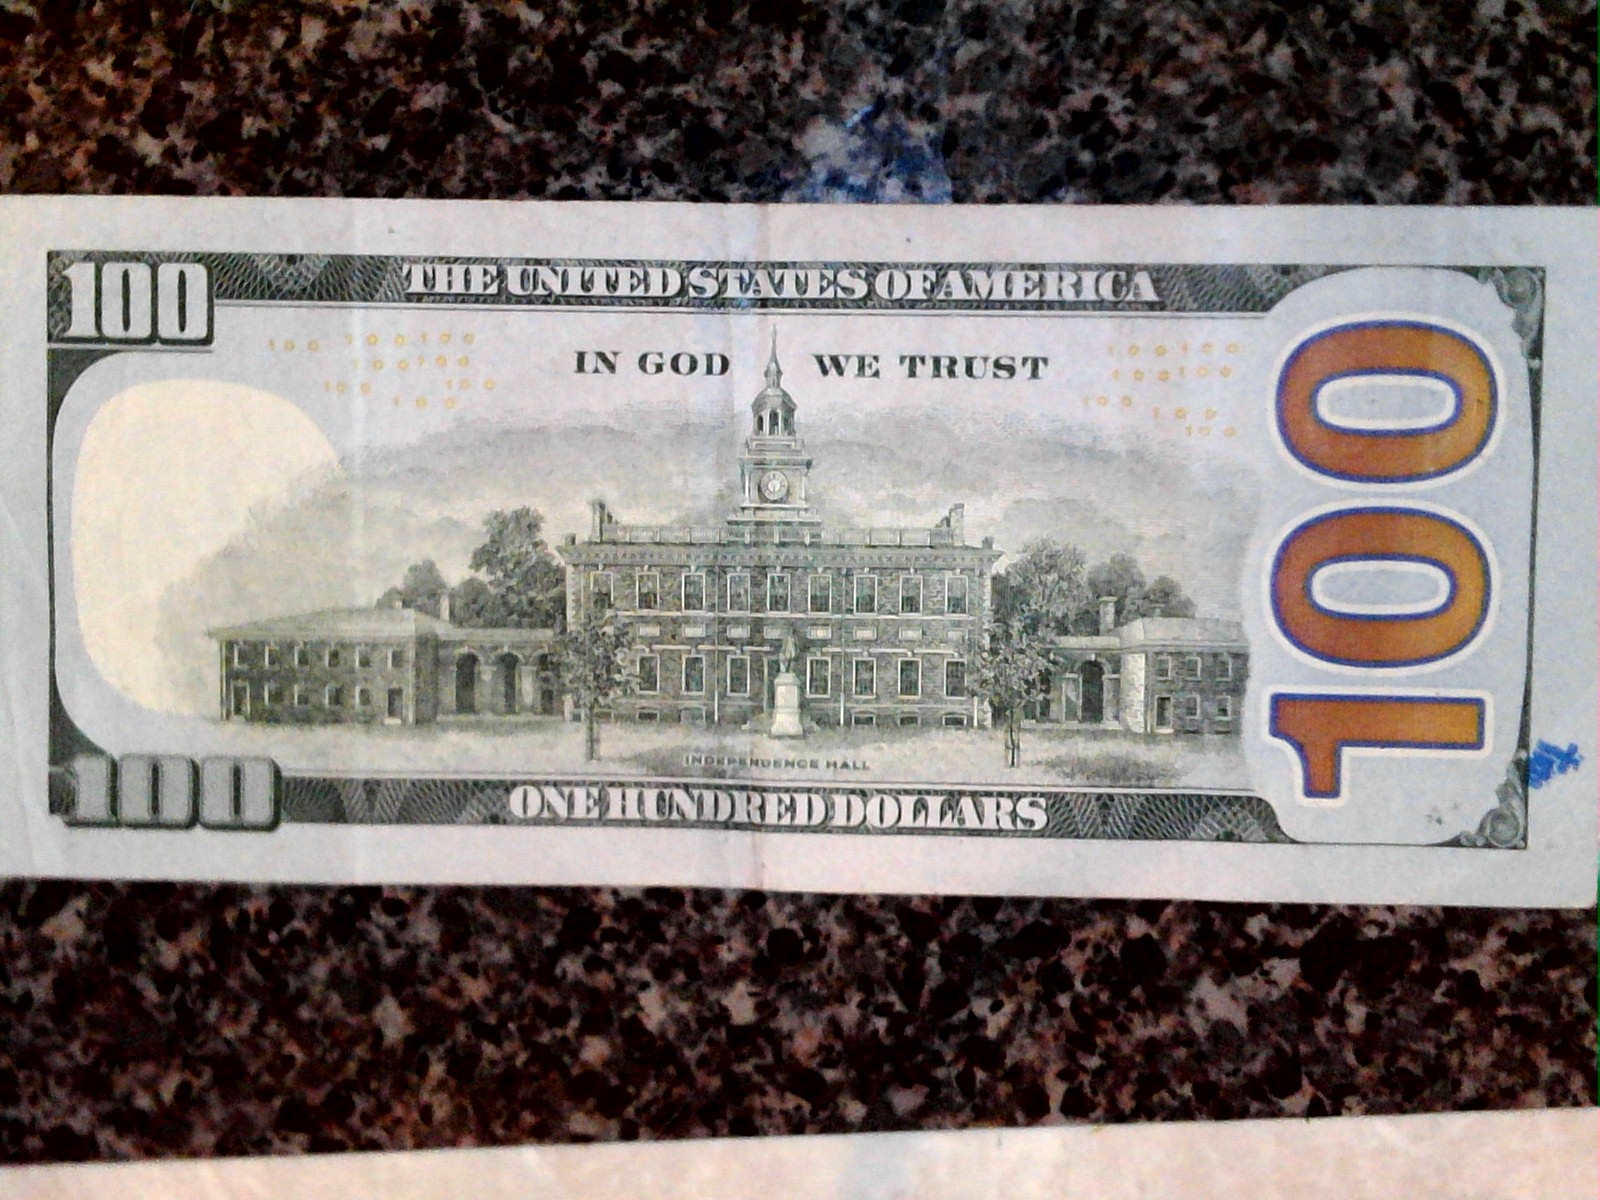 100
THE UNITED STATES OF AMERICA
IN GOD WE TRUST
100
INDEPENDENCE HALL
100
ONE HUNDRED DOLLARS